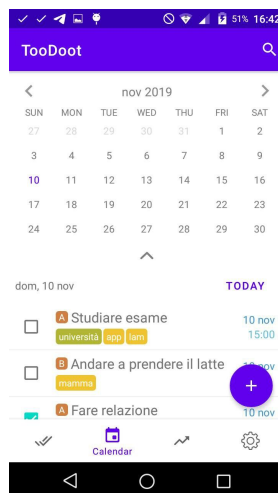 51% 16:42
TooDoot
nov 2019
SUN MON TUE WED THU FRI SAT
27 28 29 30 31 1 2
3 4 5 6 7 8 9
10 11 12 13 14 15 16
17 18 19 20 21 22 23
24 25 26 27 28 29 30
dom, 10 nov TODAY
A Studiare esame 10 nov
università app lam 15:00
B Andare a prendere il latte 10 nov
mamma
+
A Fare relazione 10 nov
Calendar